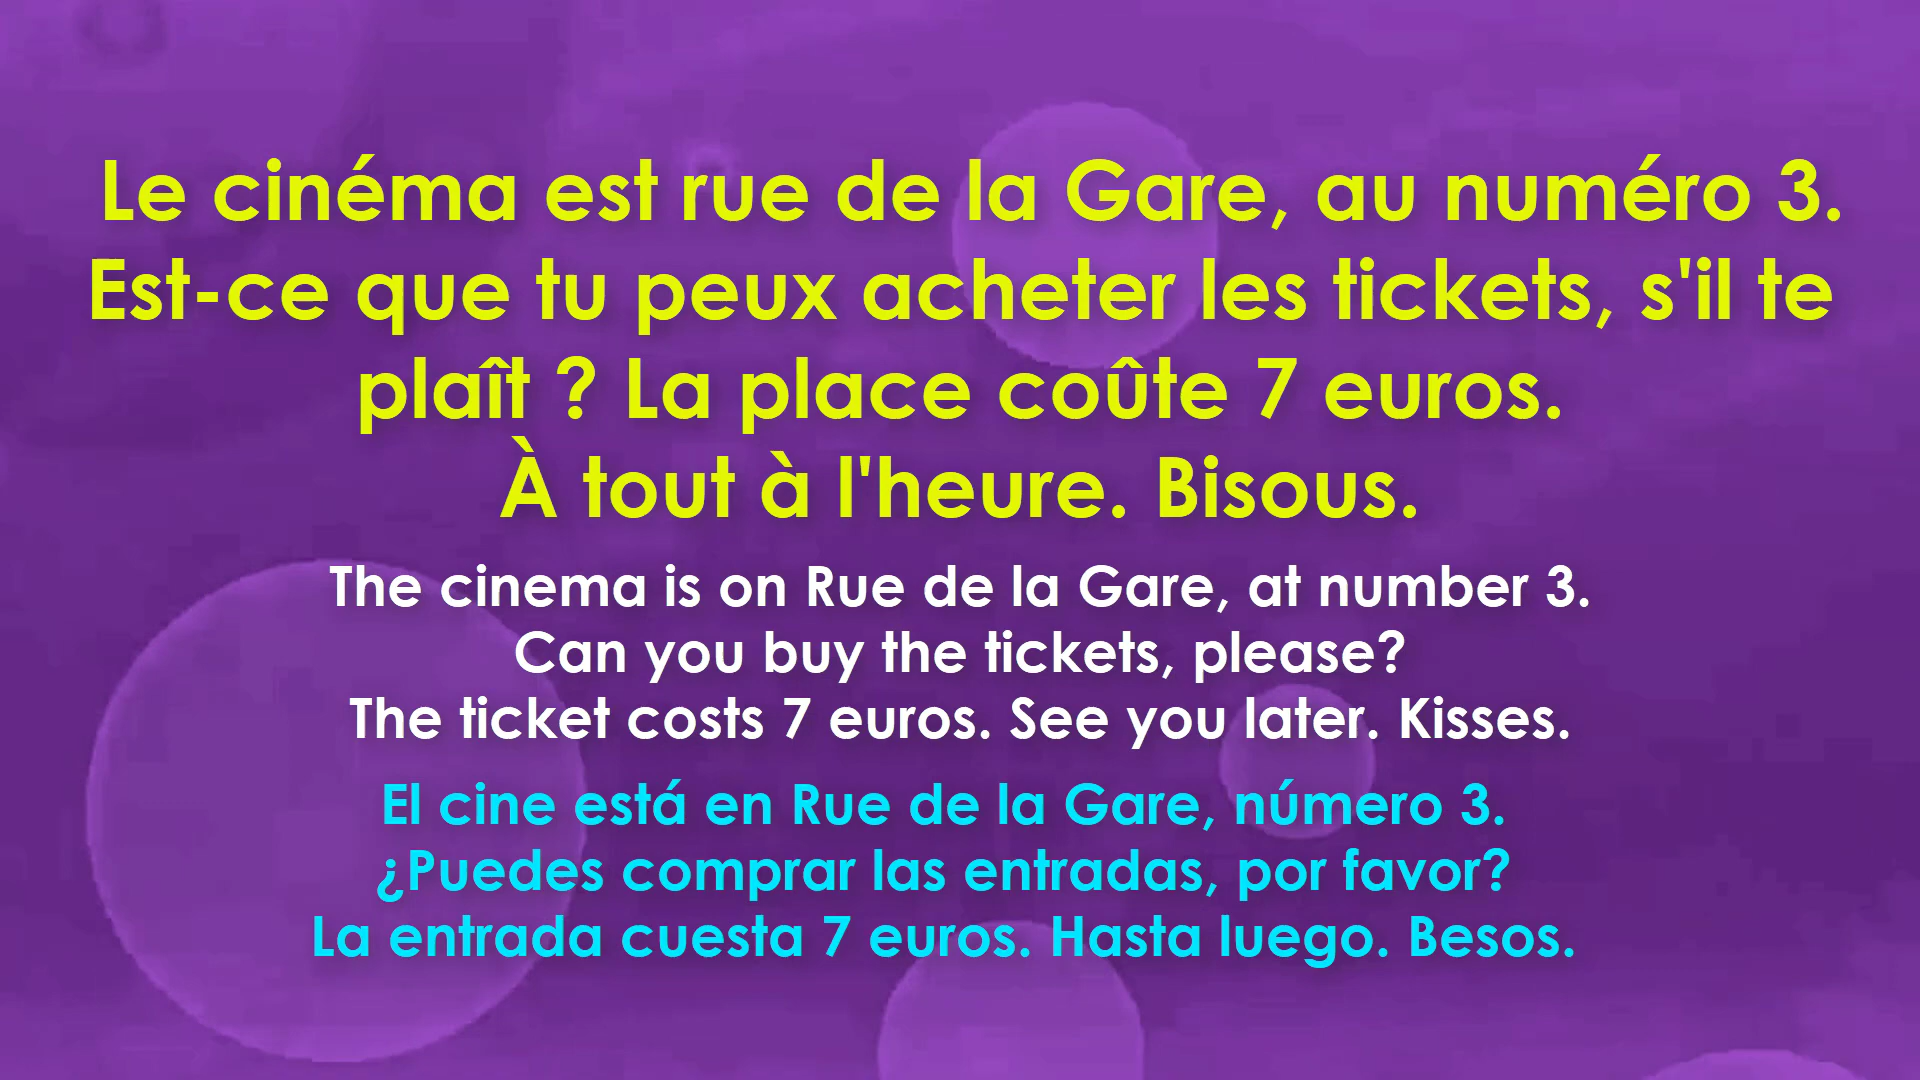 Le cinéma est rue de la Gare, au numéro 3.
Est-ce que tu peux acheter les tickets, s'il te
plaît ? La place coûte 7 euros.
À tout à l'heure. Bisous.
The cinema is on Rue de la Gare, at number 3.
Can you buy the tickets, please?
The ticket costs 7 euros. See you later. Kisses.
El cine está en Rue de la Gare, número 3.
¿Puedes comprar las entradas, por favor?
La entrada cuesta 7 euros. Hasta luego. Besos.